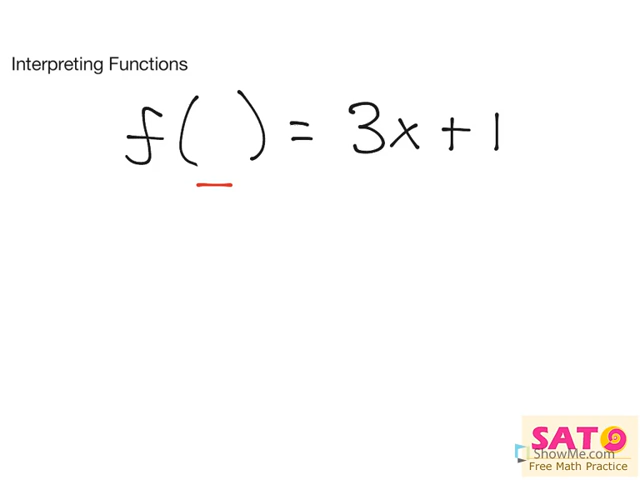 Interpreting Functions
f( ) = 3x + 1
SATO
ShowMe.com
Free Math Practice